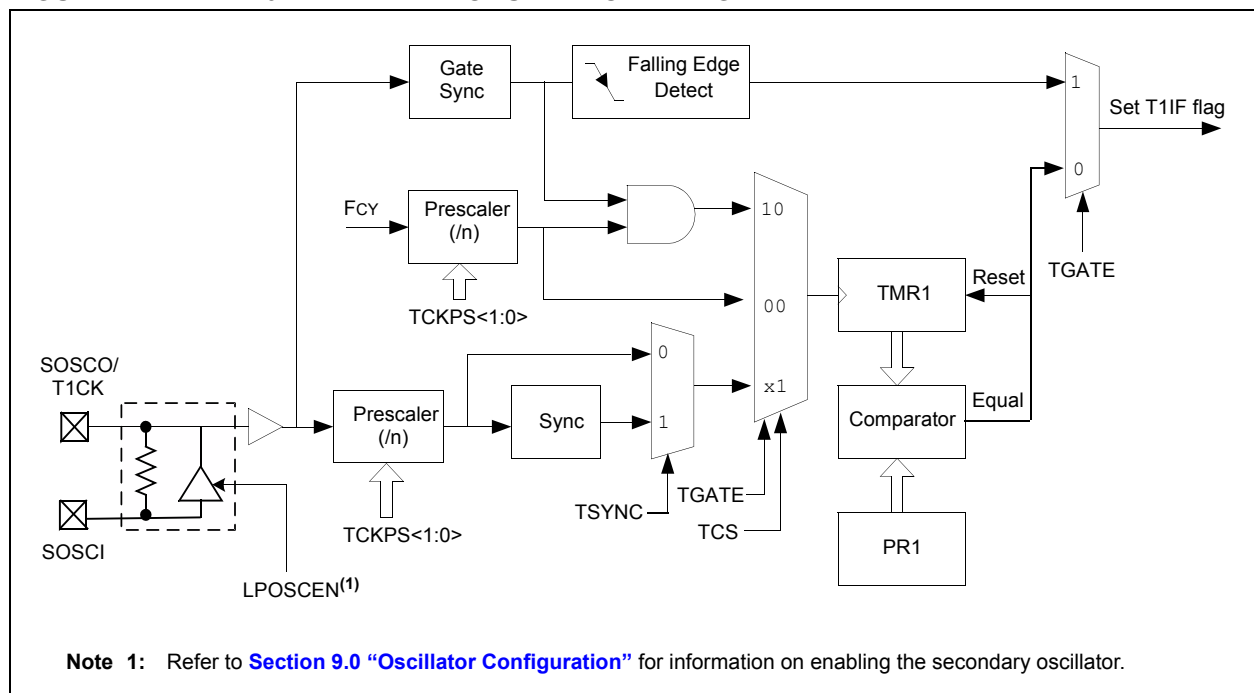 Gate
Sync
Falling Edge
Detect
1
Set T1IF flag
0
TGATE
FCY
Prescaler
(/n)
TCKPS<1:0>
10
00
x1
TMR1
Reset
SOSCO/
T1CK
SOSCI
Prescaler
(/n)
TCKPS<1:0>
Sync
0
1
TSYNC
TGATE
TCS
Comparator
Equal
PR1
LPOSCEN(1)
Note 1: Refer to Section 9.0 “Oscillator Configuration” for information on enabling the secondary oscillator.